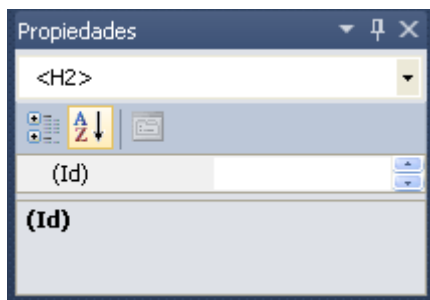 Propiedades
<H2>
A
Z
(Id)
(Id)